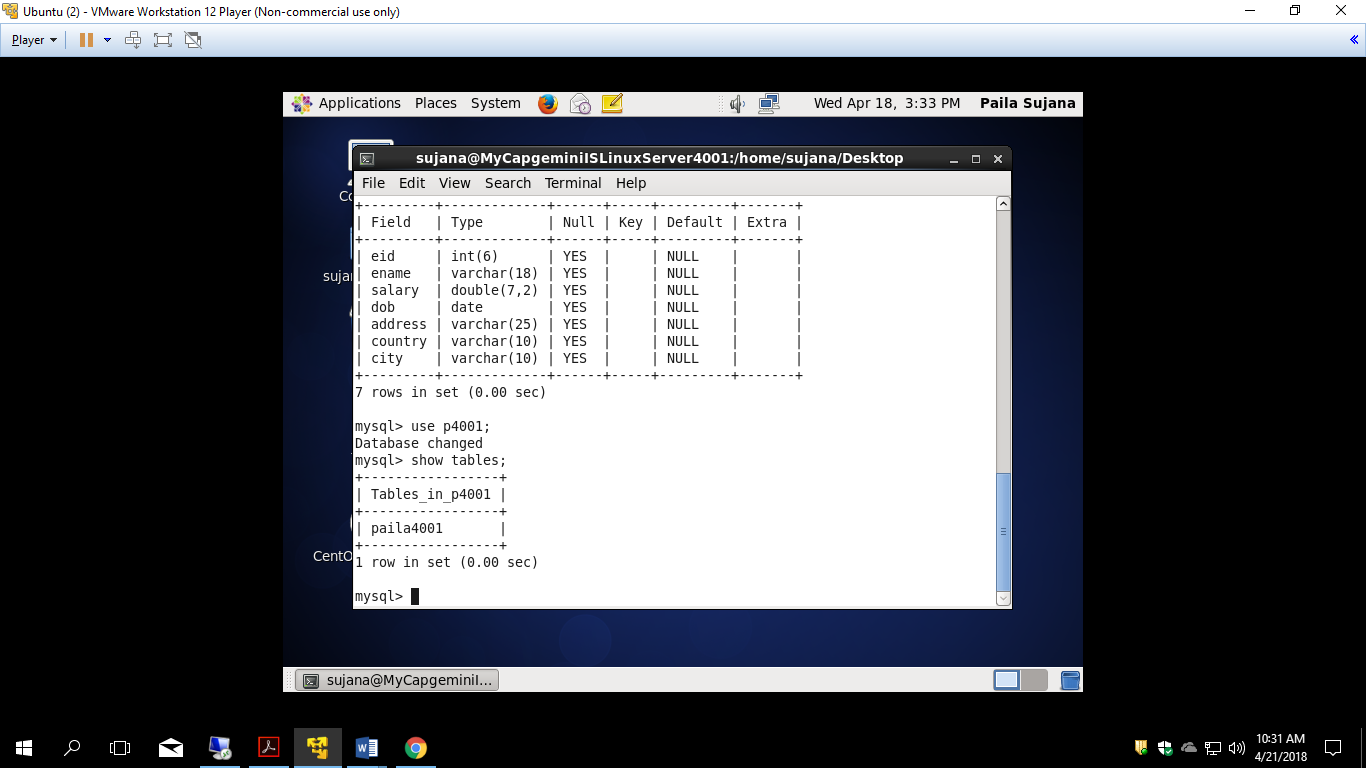 Ubuntu (2) - VMware Workstation 12 Player (Non-commercial use only)
Player
Applications Places System Wed Apr 18, 3:33 PM Paila Sujana
sujana@MyCapgeminiISLinuxServer4001:/home/sujana/Desktop
File Edit View Search Terminal Help
+---------+-------------+------+-----+---------+-------+
| Field   | Type        | Null | Key | Default | Extra |
+---------+-------------+------+-----+---------+-------+
| eid     | int(6)      | YES  |     | NULL    |       |
| ename   | varchar(18) | YES  |     | NULL    |       |
| salary  | double(7,2) | YES  |     | NULL    |       |
| dob     | date        | YES  |     | NULL    |       |
| address | varchar(25) | YES  |     | NULL    |       |
| country | varchar(10) | YES  |     | NULL    |       |
| city    | varchar(10) | YES  |     | NULL    |       |
+---------+-------------+------+-----+---------+-------+
7 rows in set (0.00 sec)
mysql> use p4001;
Database changed
mysql> show tables;
+-----------------+
| Tables_in_p4001 |
+-----------------+
| paila4001       |
+-----------------+
1 row in set (0.00 sec)
mysql>
sujana@MyCapgeminiI...
10:31 AM
4/21/2018